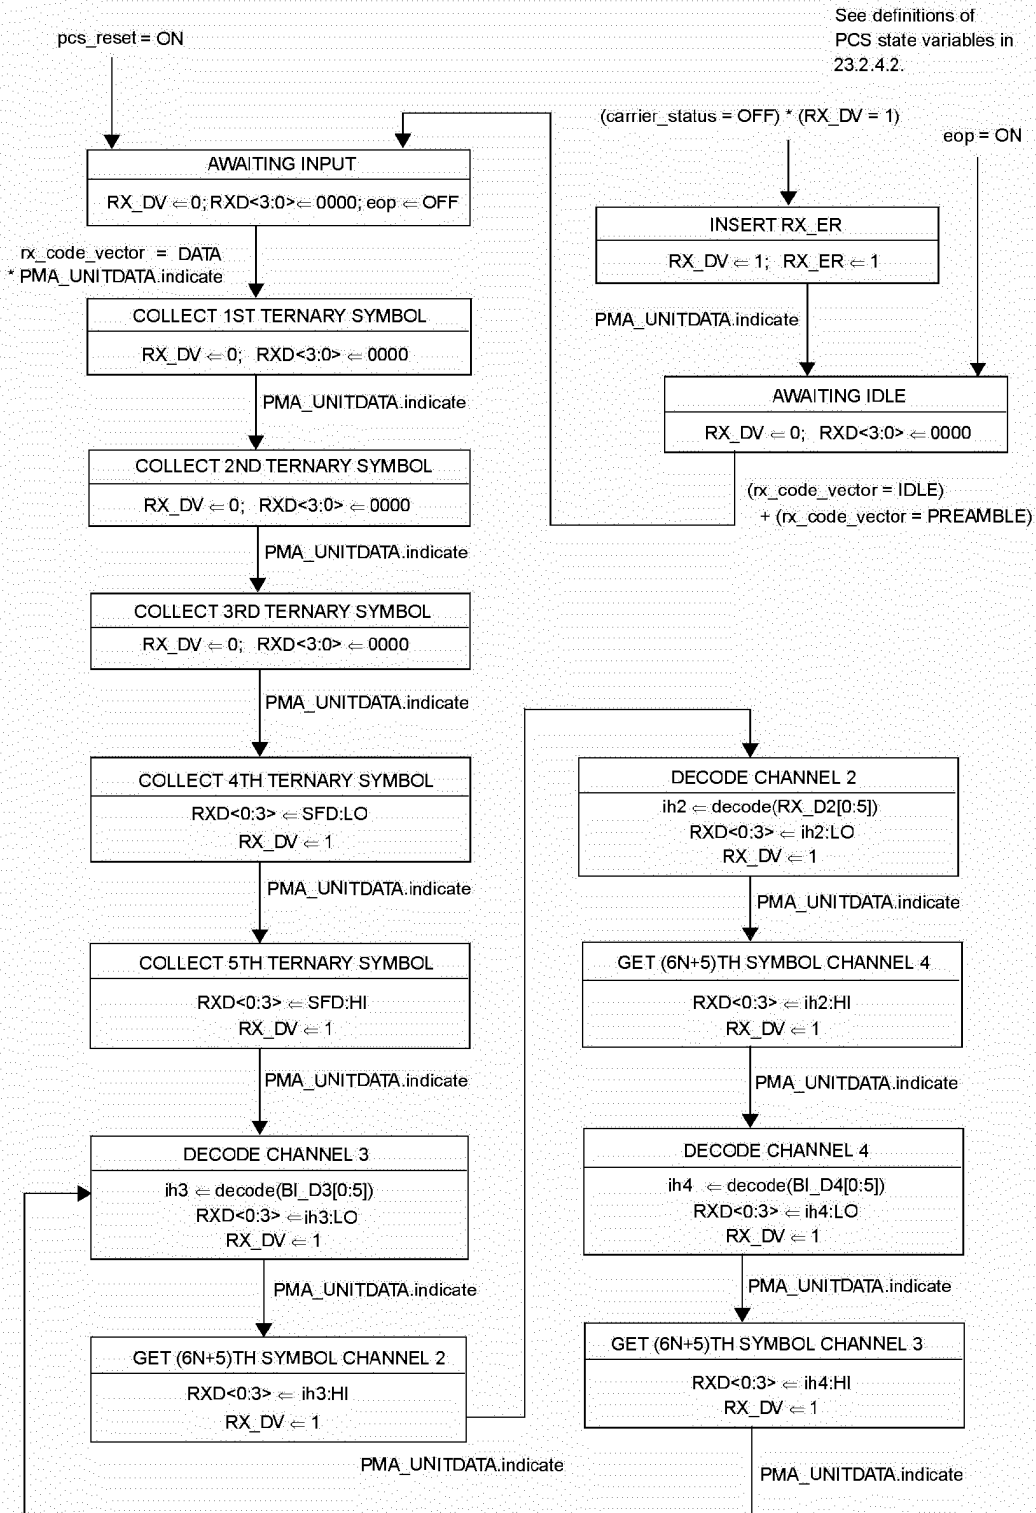 See definitions of
PCS state variables in
23.2.4.2.
pcs_reset = ON
(carrier_status = OFF) * (RX_DV = 1)
eop = ON
AWAITING INPUT
RX_DV ⇐ 0; RXD<3:0> ⇐ 0000; eop ⇐ OFF
rx_code_vector = DATA
* PMA_UNITDATA.indicate
COLLECT 1ST TERNARY SYMBOL
RX_DV ⇐ 0; RXD<3:0> ⇐ 0000
PMA_UNITDATA.indicate
COLLECT 2ND TERNARY SYMBOL
RX_DV ⇐ 0; RXD<3:0> ⇐ 0000
PMA_UNITDATA.indicate
COLLECT 3RD TERNARY SYMBOL
RX_DV ⇐ 0; RXD<3:0> ⇐ 0000
PMA_UNITDATA.indicate
COLLECT 4TH TERNARY SYMBOL
RXD<0:3> ⇐ SFD:LO
RX_DV ⇐ 1
PMA_UNITDATA.indicate
COLLECT 5TH TERNARY SYMBOL
RXD<0:3> ⇐ SFD:HI
RX_DV ⇐ 1
PMA_UNITDATA.indicate
DECODE CHANNEL 3
ih3 ⇐ decode(BI_D3[0:5])
RXD<0:3> ⇐ ih3:LO
RX_DV ⇐ 1
PMA_UNITDATA.indicate
GET (6N+5)TH SYMBOL CHANNEL 2
RXD<0:3> ⇐ ih3:HI
RX_DV ⇐ 1
PMA_UNITDATA.indicate
INSERT RX_ER
RX_DV ⇐ 1; RX_ER ⇐ 1
PMA_UNITDATA.indicate
AWAITING IDLE
RX_DV ⇐ 0; RXD<3:0> ⇐ 0000
(rx_code_vector = IDLE)
+ (rx_code_vector = PREAMBLE)
DECODE CHANNEL 2
ih2 ⇐ decode(RX_D2[0:5])
RXD<0:3> ⇐ ih2:LO
RX_DV ⇐ 1
PMA_UNITDATA.indicate
GET (6N+5)TH SYMBOL CHANNEL 4
RXD<0:3> ⇐ ih2:HI
RX_DV ⇐ 1
PMA_UNITDATA.indicate
DECODE CHANNEL 4
ih4 ⇐ decode(BI_D4[0:5])
RXD<0:3> ⇐ ih4:LO
RX_DV ⇐ 1
PMA_UNITDATA.indicate
GET (6N+5)TH SYMBOL CHANNEL 3
RXD<0:3> ⇐ ih4:HI
RX_DV ⇐ 1
PMA_UNITDATA.indicate